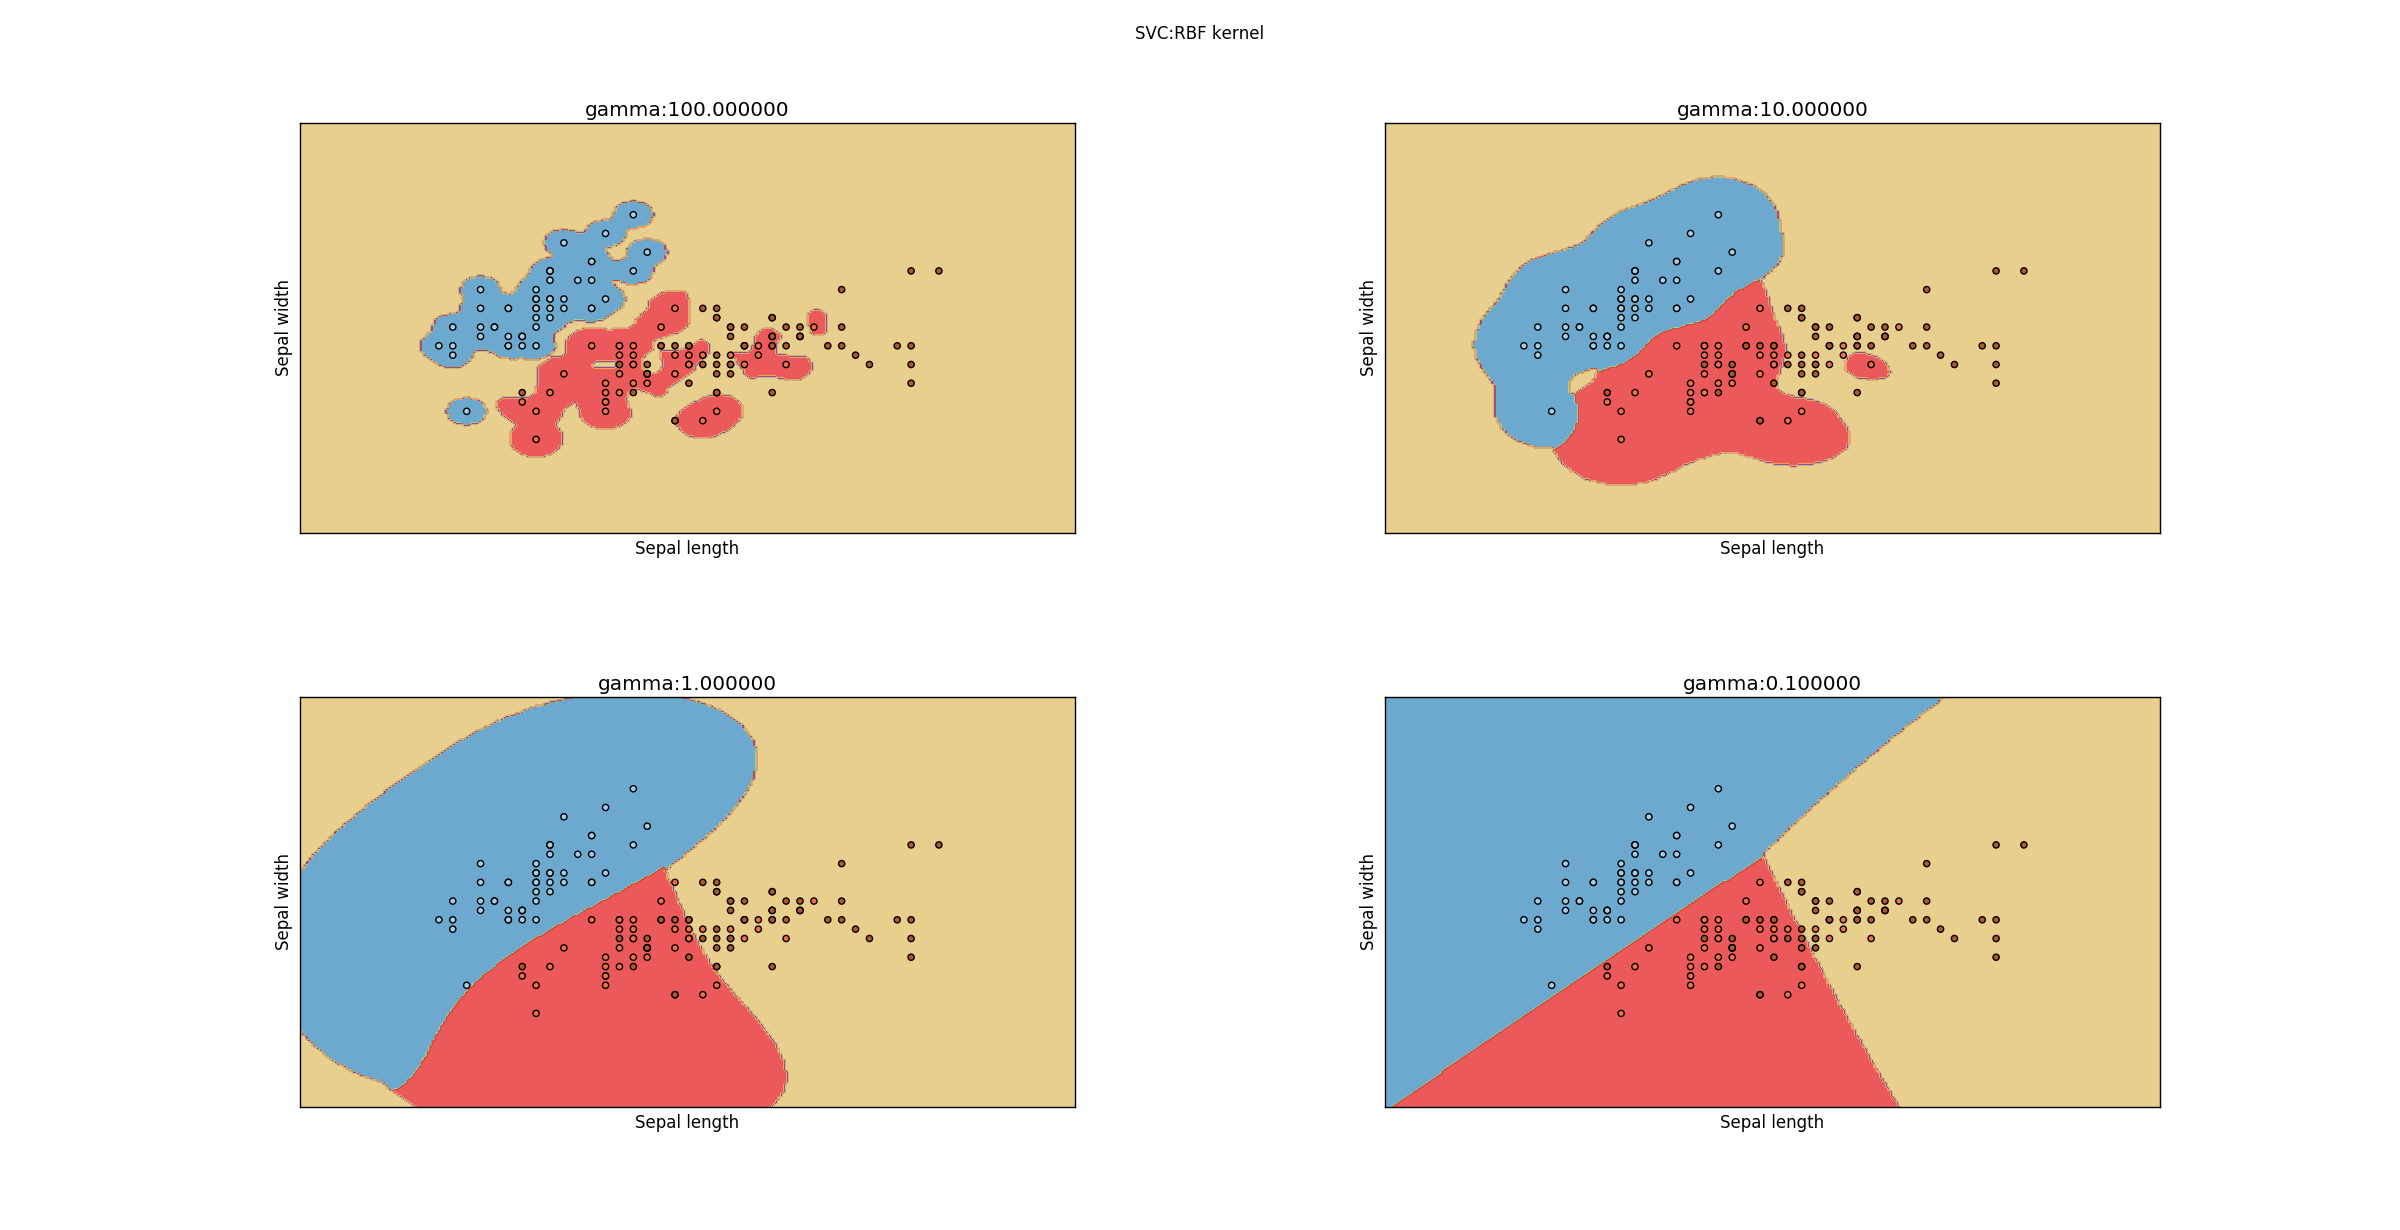 SVC:RBF kernel
gamma:100.000000
Sepal width
Sepal length
gamma:10.000000
Sepal width
Sepal length
gamma:1.000000
Sepal width
Sepal length
gamma:0.100000
Sepal width
Sepal length